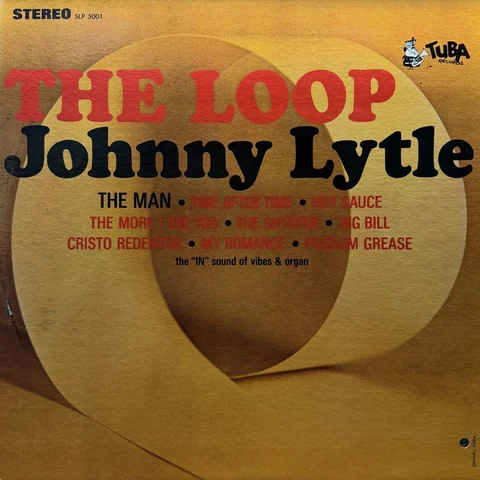 STEREO SLP 5001
TUBA
RECORDS
THE LOOP
Johnny Lytle
THE MAN • TIME AFTER TIME • HOT SAUCE
THE MORE I SEE YOU • THE SHYSTER • BIG BILL
CRISTO REDENTOR • MY ROMANCE • POSSUM GREASE
the "IN" sound of vibes & organ